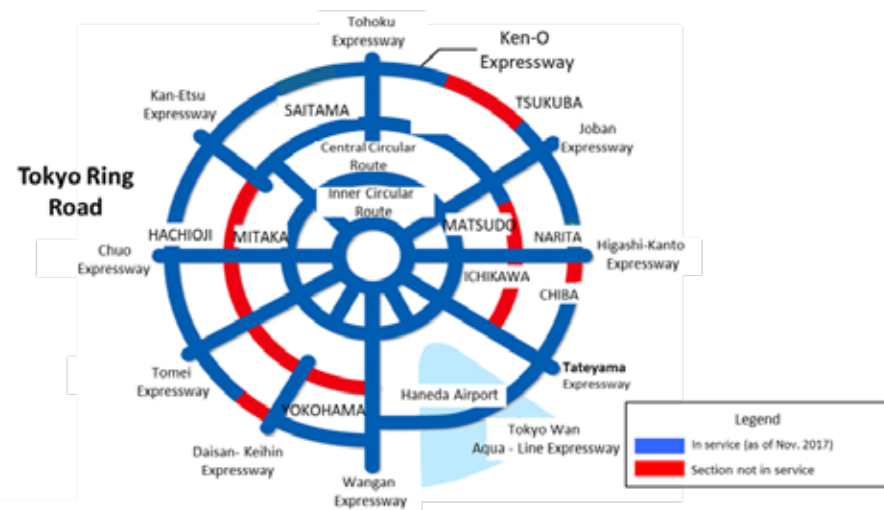 Tohoku
Expressway
Ken-O
Expressway
Kan-Etsu
Expressway
SAITAMA
TSUKUBA
Joban
Expressway
Central Circular
Route
Tokyo Ring
Road
Inner Circular
Route
HACHIOJI
MITAKA
MATSUDO
NARITA
Chuo
Expressway
Higashi-Kanto
Expressway
ICHIKAWA
CHIBA
Tomei
Expressway
Tateyama
Expressway
Haneda Airport
YOKOHAMA
Daisan- Keihin
Expressway
Tokyo Wan
Aqua - Line Expressway
Wangan
Expressway
Legend
In service (as of Nov. 2017)
Section not in service